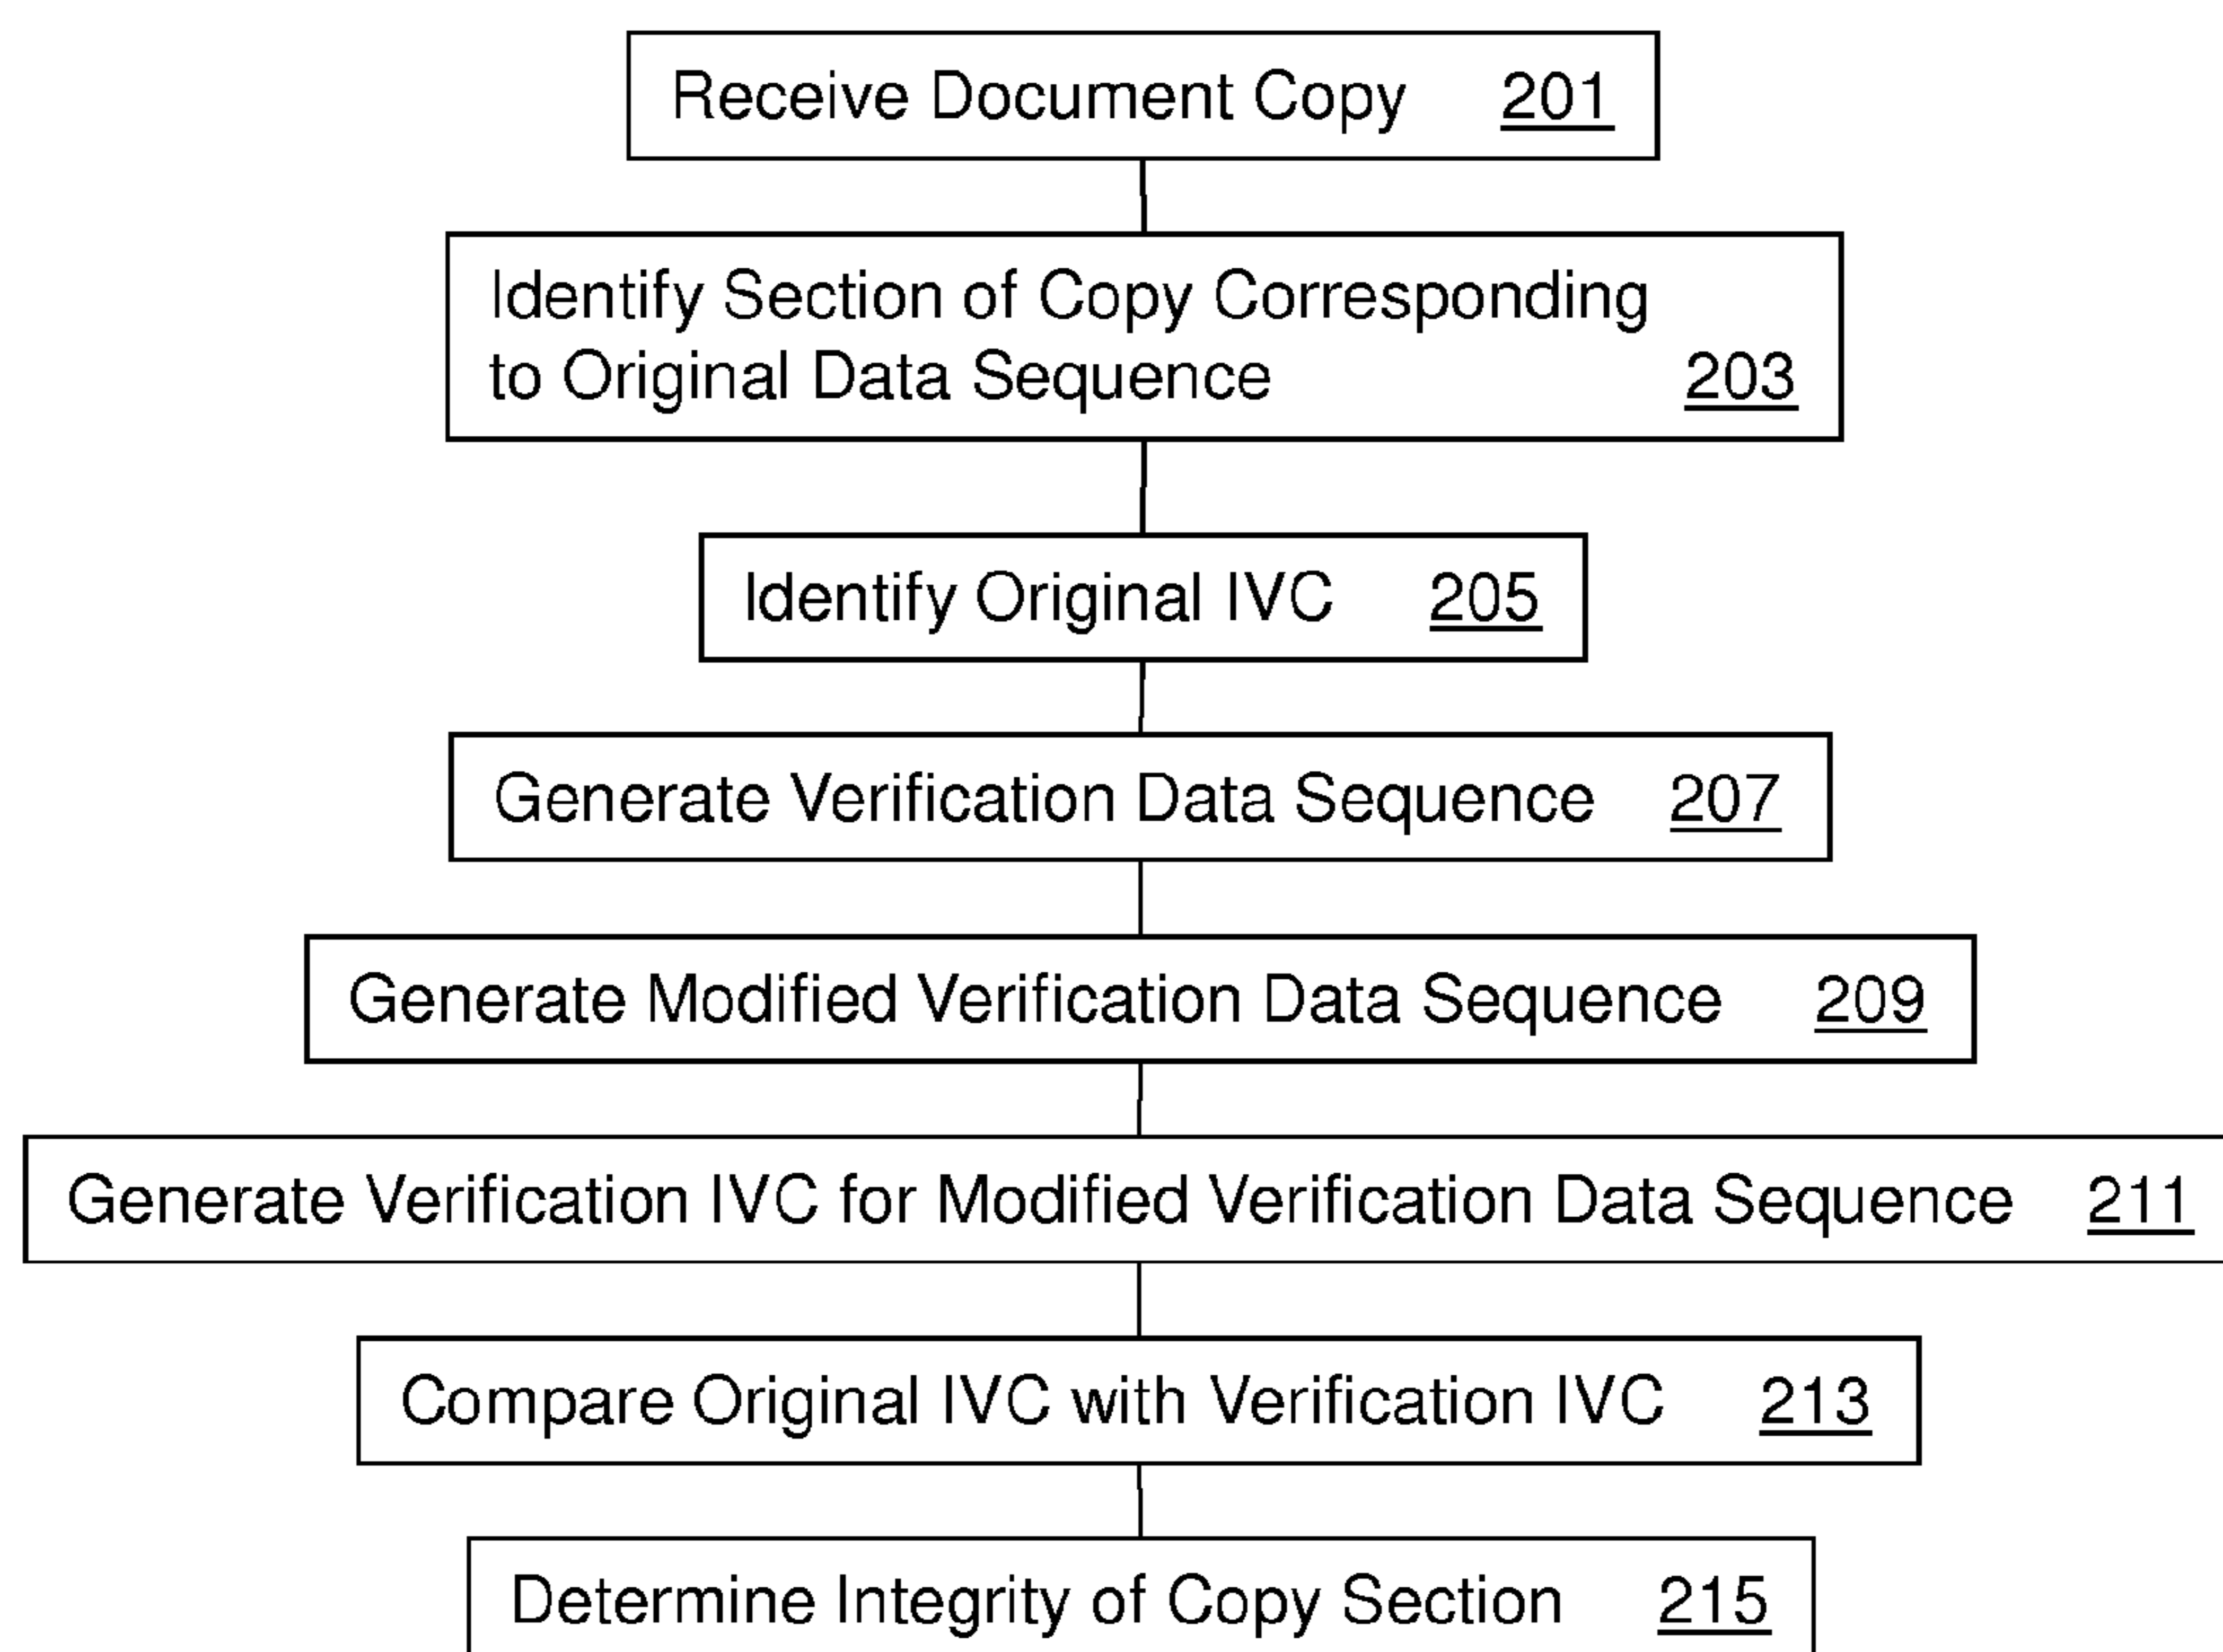 Receive Document Copy 201
Identify Section of Copy Corresponding
to Original Data Sequence 203
Identify Original IVC 205
Generate Verification Data Sequence 207
Generate Modified Verification Data Sequence 209
Generate Verification IVC for Modified Verification Data Sequence 211
Compare Original IVC with Verification IVC 213
Determine Integrity of Copy Section 215